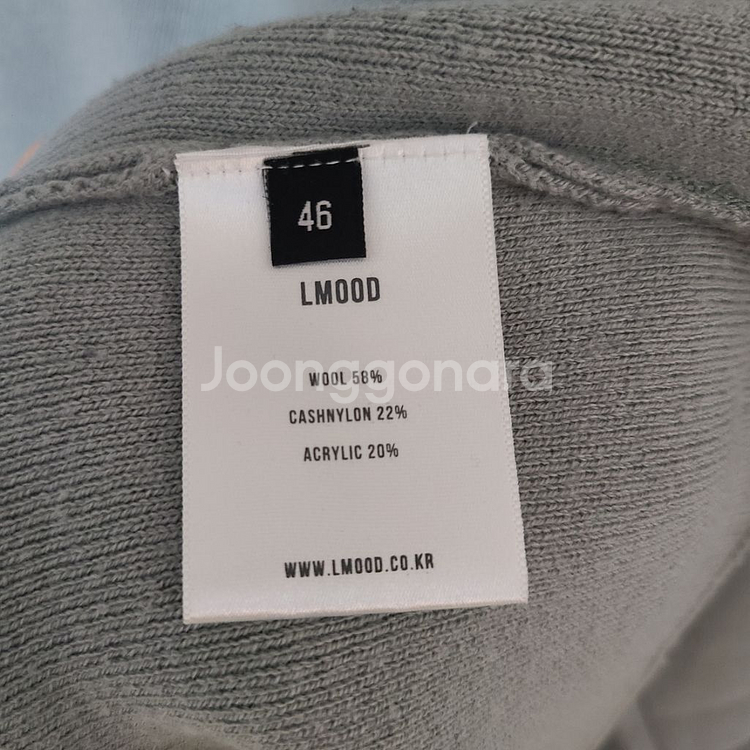 46
LMOOD
Joonggonara
WOOL 58%
CASHNYLON 22%
ACRYLIC 20%
WWW.LMOOD.CO.KR